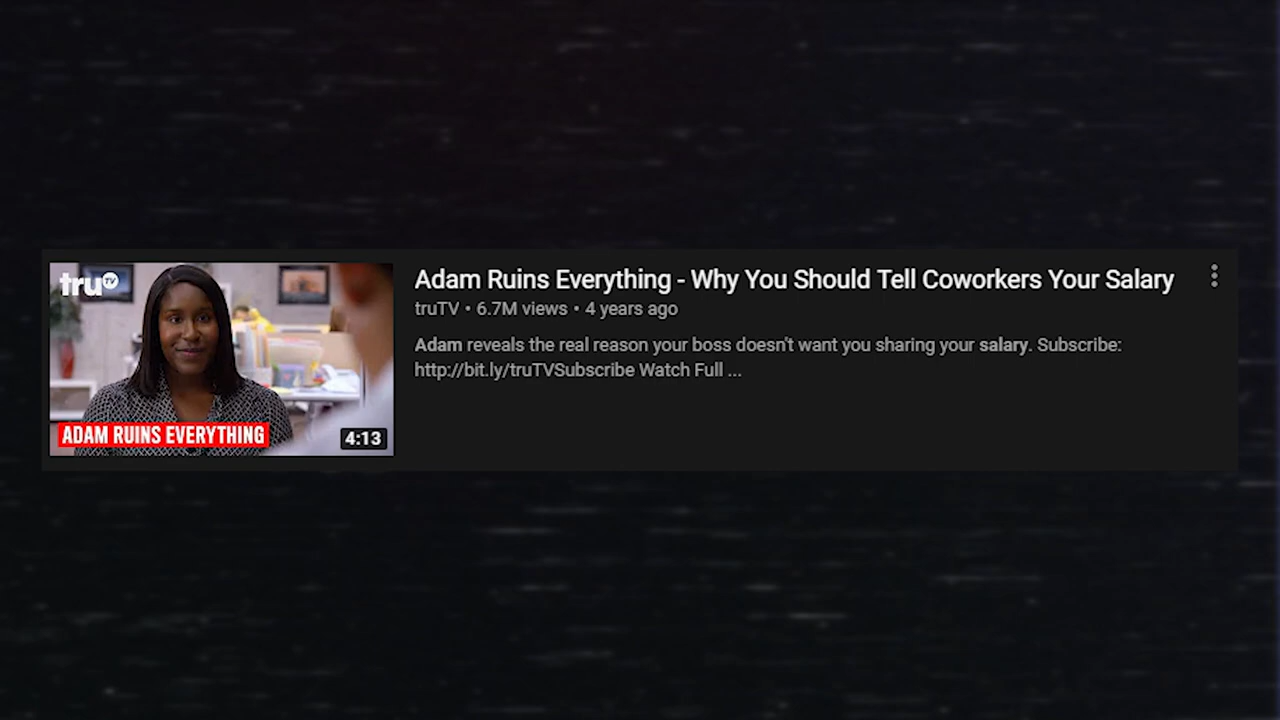 truTV
ADAM RUINS EVERYTHING
4:13
Adam Ruins Everything - Why You Should Tell Coworkers Your Salary
truTV • 6.7M views • 4 years ago
Adam reveals the real reason your boss doesn't want you sharing your salary. Subscribe:
http://bit.ly/truTVSubscribe Watch Full ...